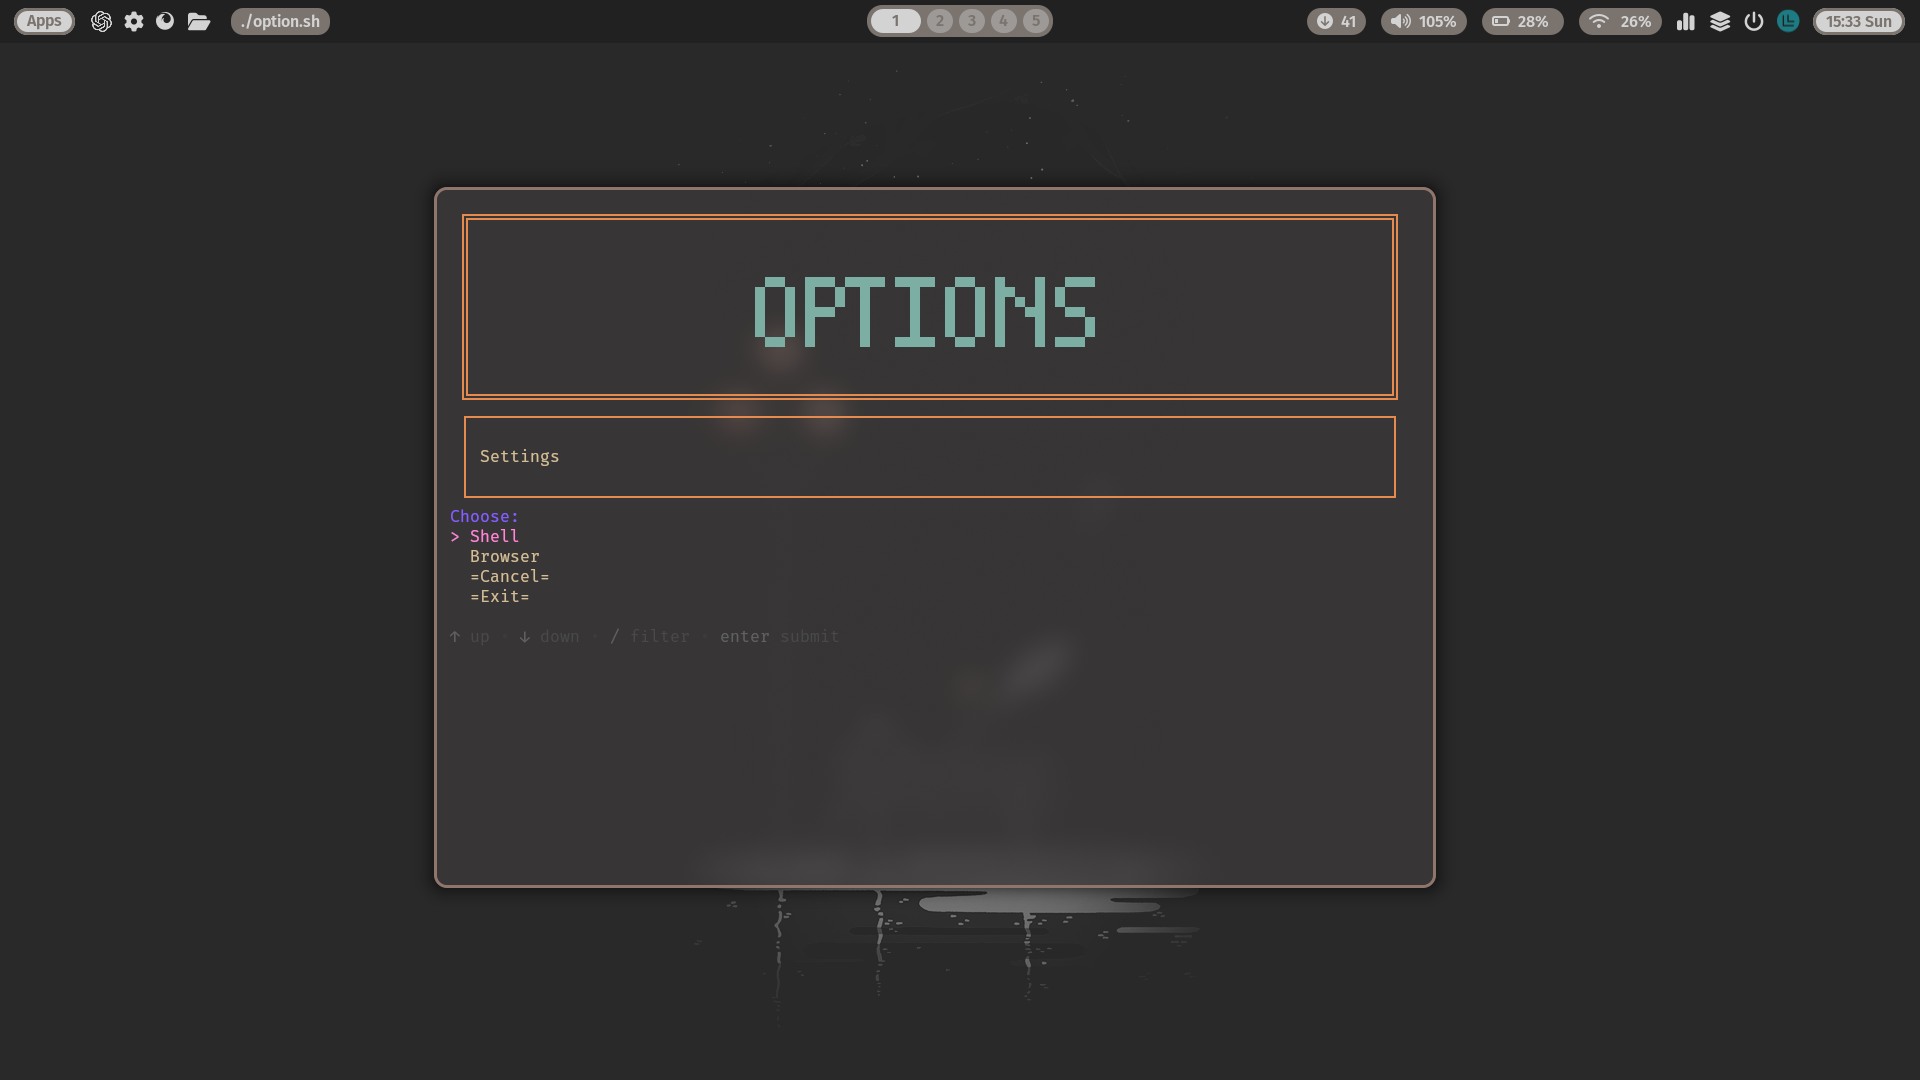 Apps ./option.sh 1 2 3 4 5 41 105% 28% 26% 15:33 Sun
OPTIONS
Settings
Choose:
> Shell
Browser
=Cancel=
=Exit=
↑ up · ↓ down · / filter · enter submit